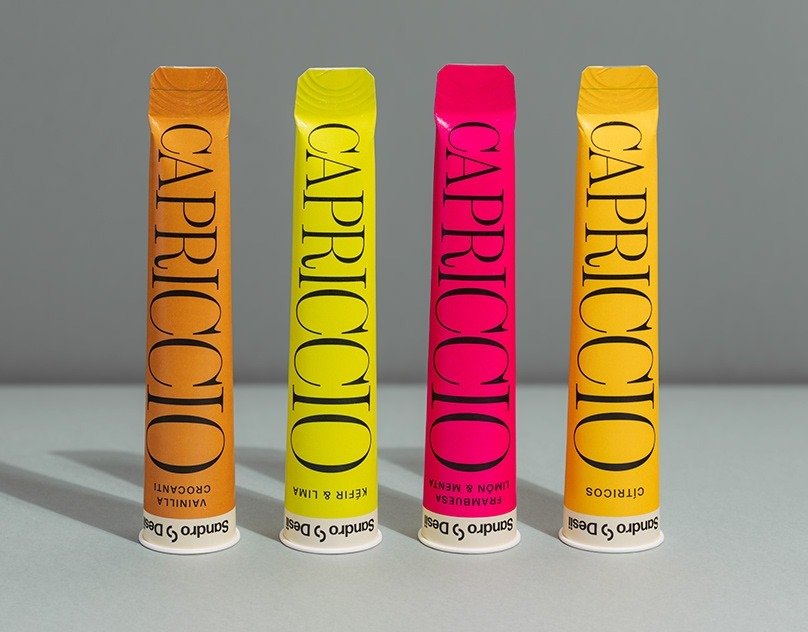 CAPRICCIO
VAINILLA
CROCANTI
Sandro Desii
CAPRICCIO
KÉFIR & LIMA
Sandro Desii
CAPRICCIO
FRAMBUESA
LIMÓN & MENTA
Sandro Desii
CAPRICCIO
CÍTRICOS
Sandro Desii